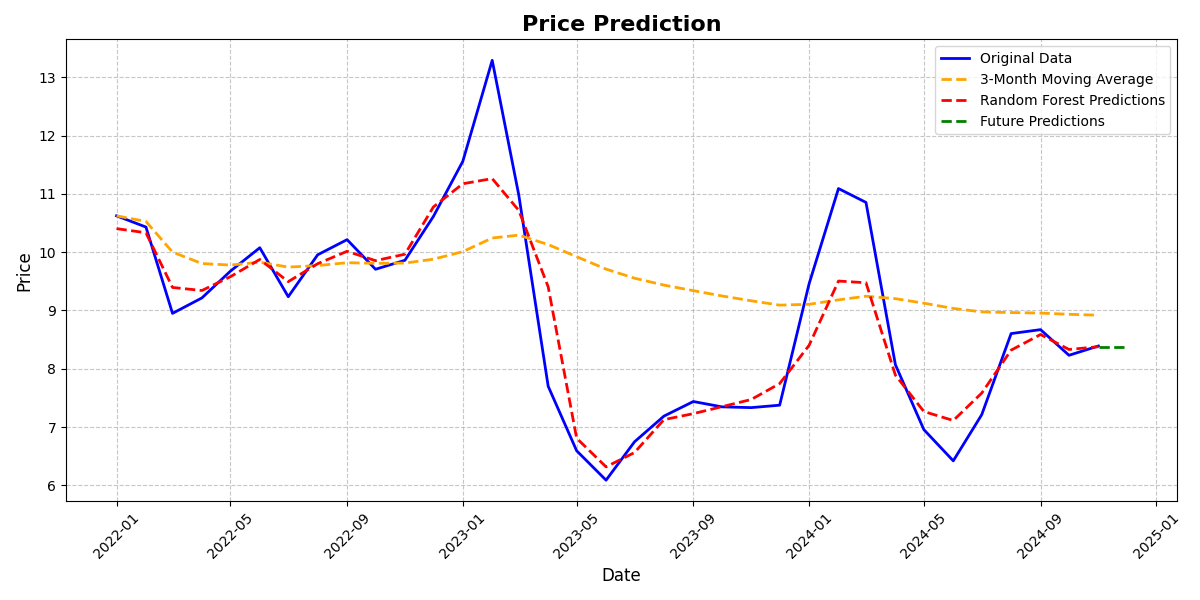 Price Prediction
Original Data
3-Month Moving Average
Random Forest Predictions
Future Predictions
Price
13
12
11
10
9
8
7
6
2022-01
2022-05
2022-09
2023-01
2023-05
2023-09
2024-01
2024-05
2024-09
2025-01
Date